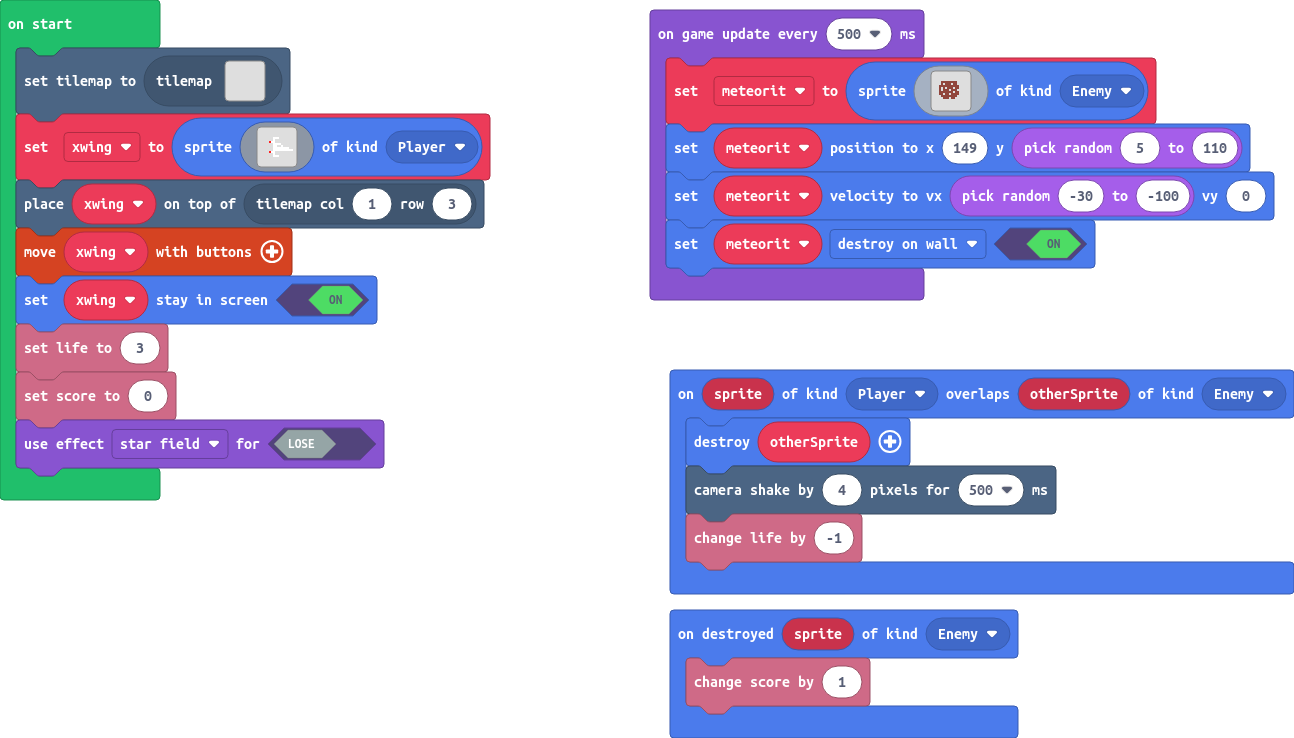 on start
set tilemap to tilemap
set xwing to sprite of kind Player
place xwing on top of tilemap col 1 row 3
move xwing with buttons
set xwing stay in screen ON
set life to 3
set score to 0
use effect star field for LOSE
on game update every 500 ms
set meteorit to sprite of kind Enemy
set meteorit position to x 149 y pick random 5 to 110
set meteorit velocity to vx pick random -30 to -100 vy 0
set meteorit destroy on wall ON
on sprite of kind Player overlaps otherSprite of kind Enemy
destroy otherSprite
camera shake by 4 pixels for 500 ms
change life by -1
on destroyed sprite of kind Enemy
change score by 1